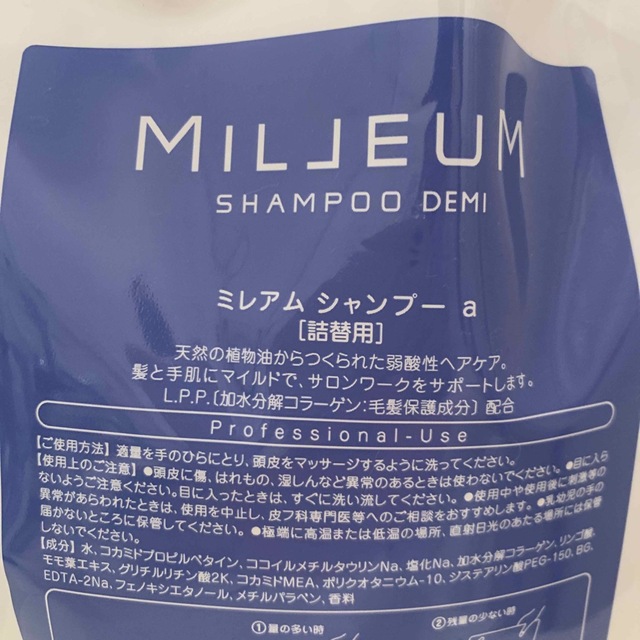 MILLEUM
SHAMPOO DEMI
ミレアム シャンプー a
[詰替用]
天然の植物油からつくられた弱酸性ヘアケア。
髪と手肌にマイルドで、サロンワークをサポートします。
L.P.P.[加水分解コラーゲン:毛髪保護成分] 配合
Professional-Use
【ご使用方法】適量を手のひらにとり、頭皮をマッサージするように洗ってください。
【使用上のご注意】●頭皮に傷、はれもの、湿しんなど異常のあるときは使わないでください。●目に入ら
ないようご注意ください。目に入ったときは、すぐに洗い流してください。●使用中や使用後に刺激等の
異常があらわれたときは、使用を中止し、皮フ科専門医等へのご相談をおすすめします。●乳幼児の手の
届かないところに保管してください。●極端に高温または低温の場所、直射日光のあたる場所には保管
しないでください。
【成分】水、コカミドプロピルベタイン、ココイルメチルタウリンNa、塩化Na、加水分解コラーゲン、リンゴ酸、
モモ葉エキス、グリチルリチン酸2K、コカミドMEA、ポリクオタニウム-10、ジステアリン酸PEG-150、BG、
EDTA-2Na、フェノキシエタノール、メチルパラベン、香料
①量の多い時
②残量の少ない時